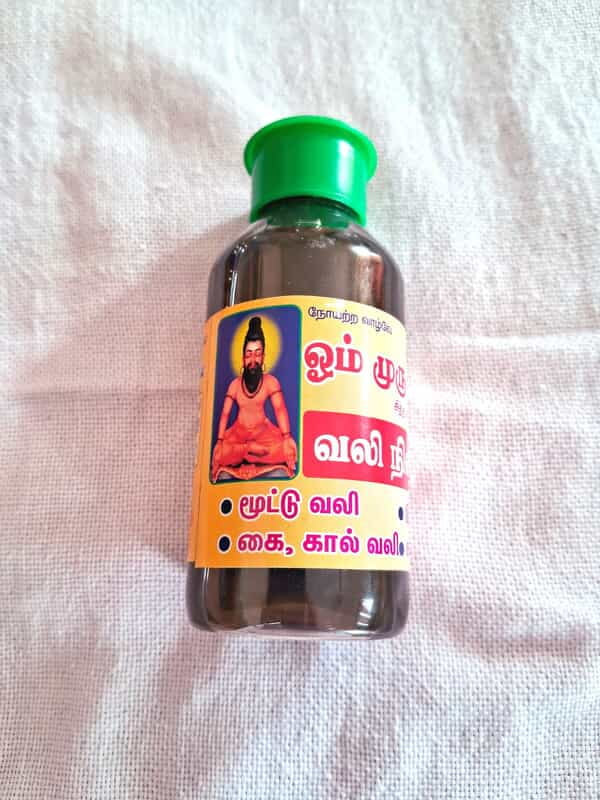 நோயற்ற வாழ்வே
ஓம்
வலி
மூட்டு வலி
கை, கால் வலி